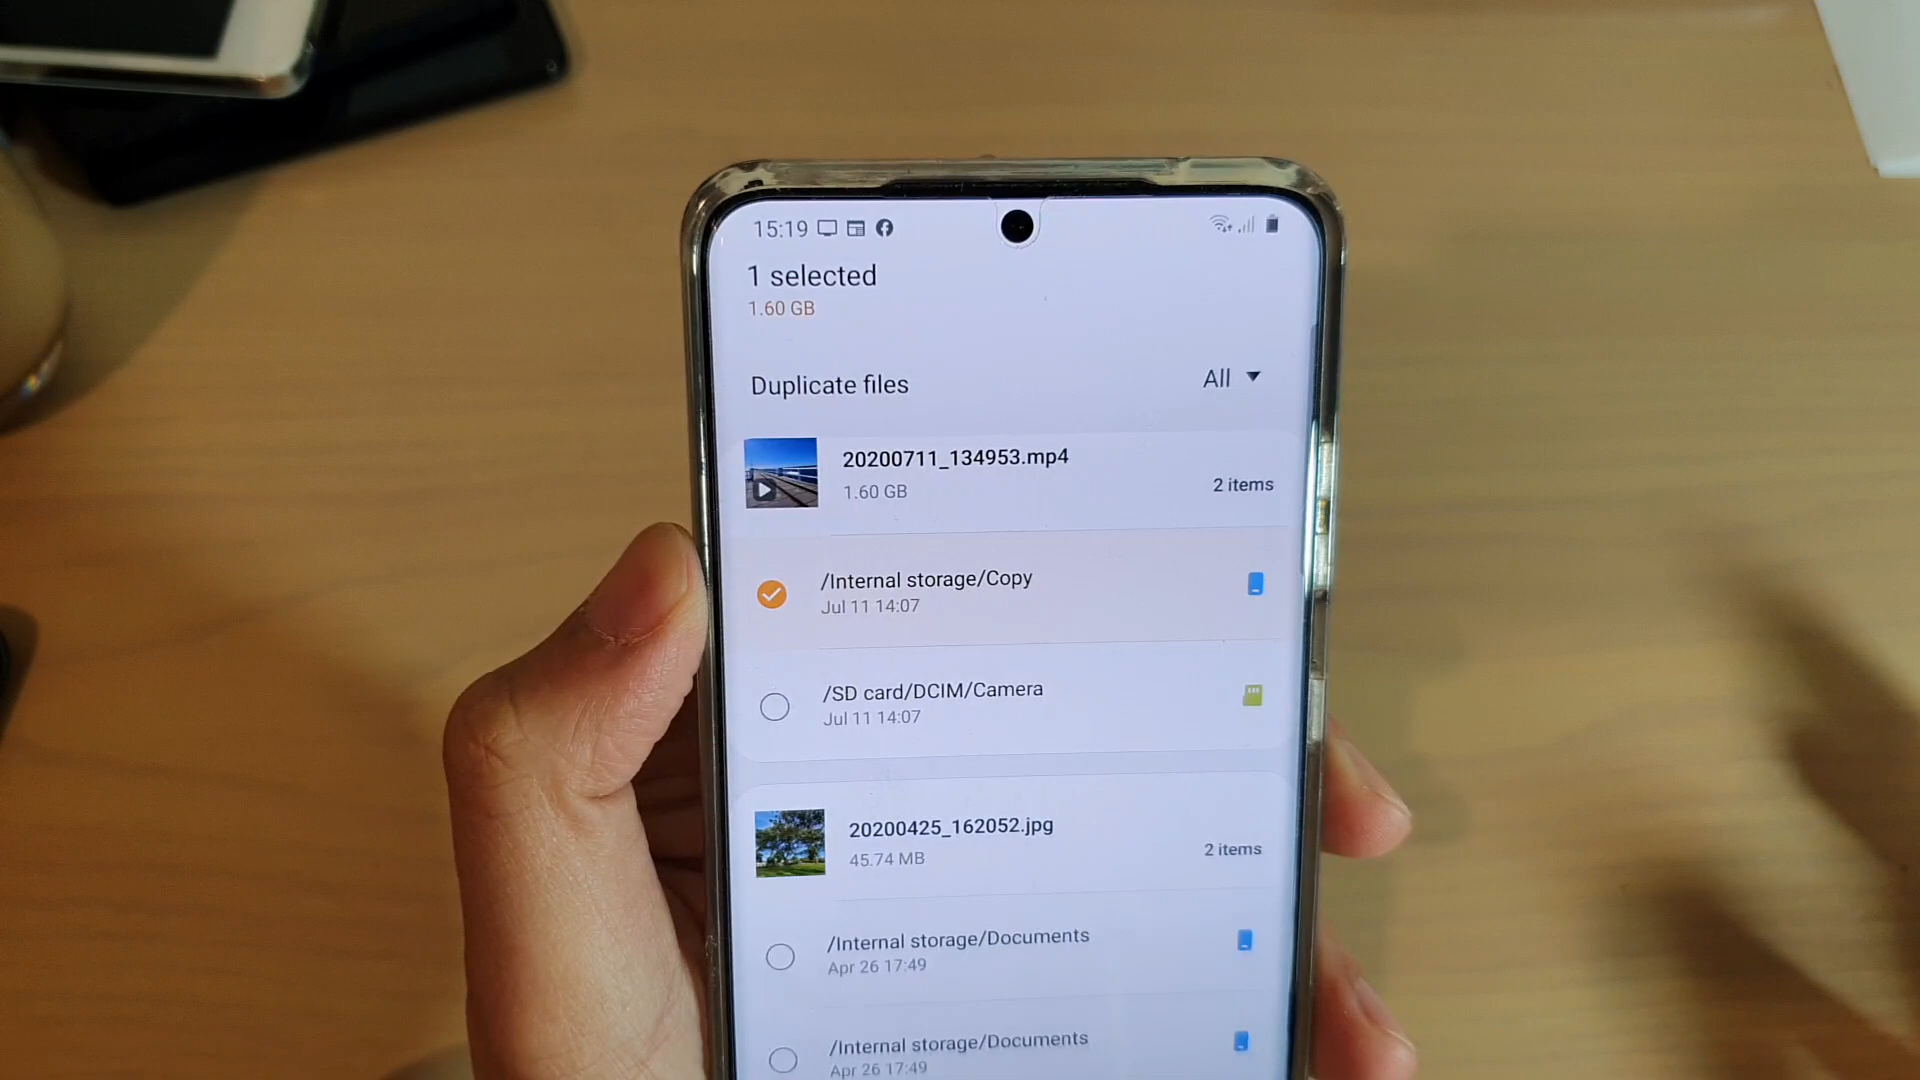 15:19
1 selected
1.60 GB
Duplicate files
All
20200711_134953.mp4
1.60 GB
2 items
/Internal storage/Copy
Jul 11 14:07
/SD card/DCIM/Camera
Jul 11 14:07
20200425_162052.jpg
45.74 MB
2 items
/Internal storage/Documents
Apr 26 17:49
/Internal storage/Documents
Apr 26 17:49